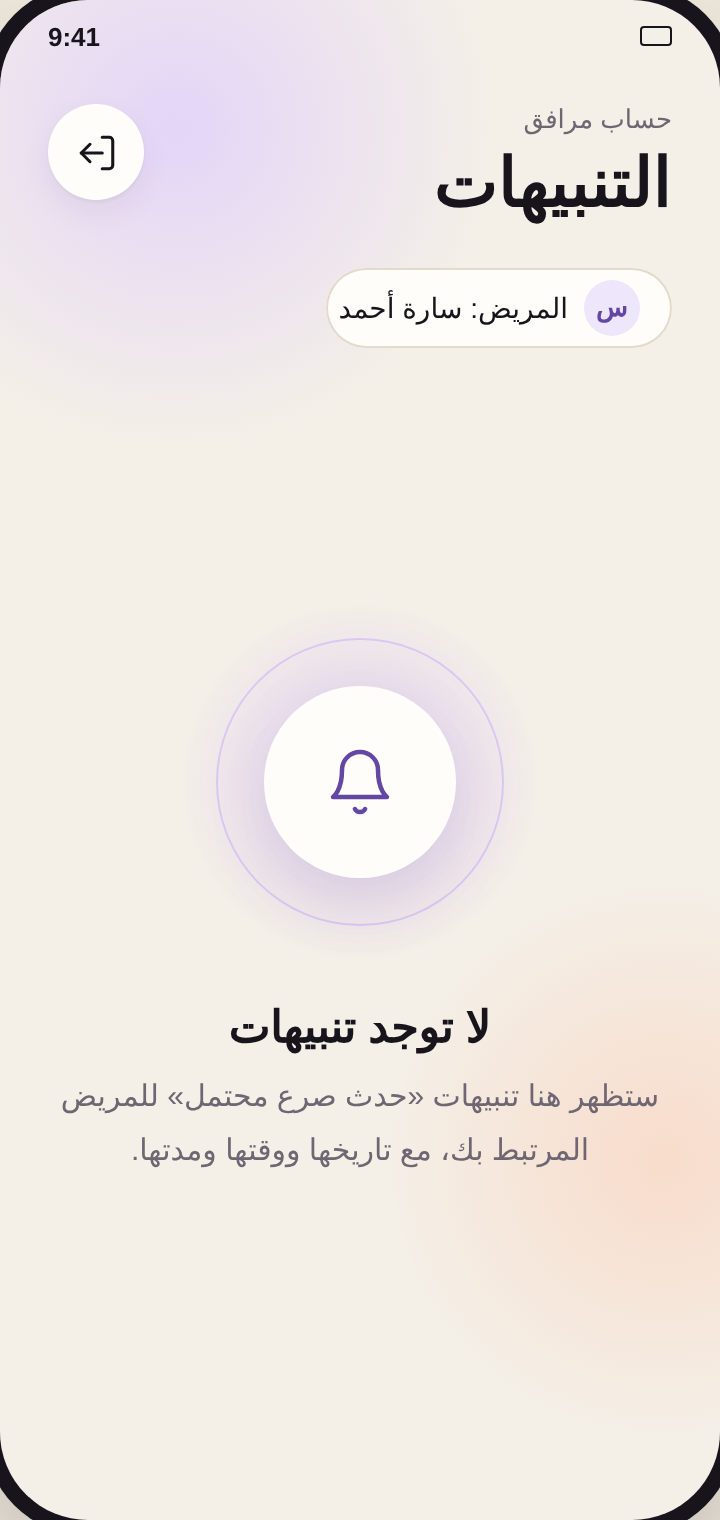 9:41
حساب مرافق
التنبيهات
س المريض: سارة أحمد
لا توجد تنبيهات
ستظهر هنا تنبيهات «حدث صرع محتمل» للمريض
المرتبط بك، مع تاريخها ووقتها ومدتها.